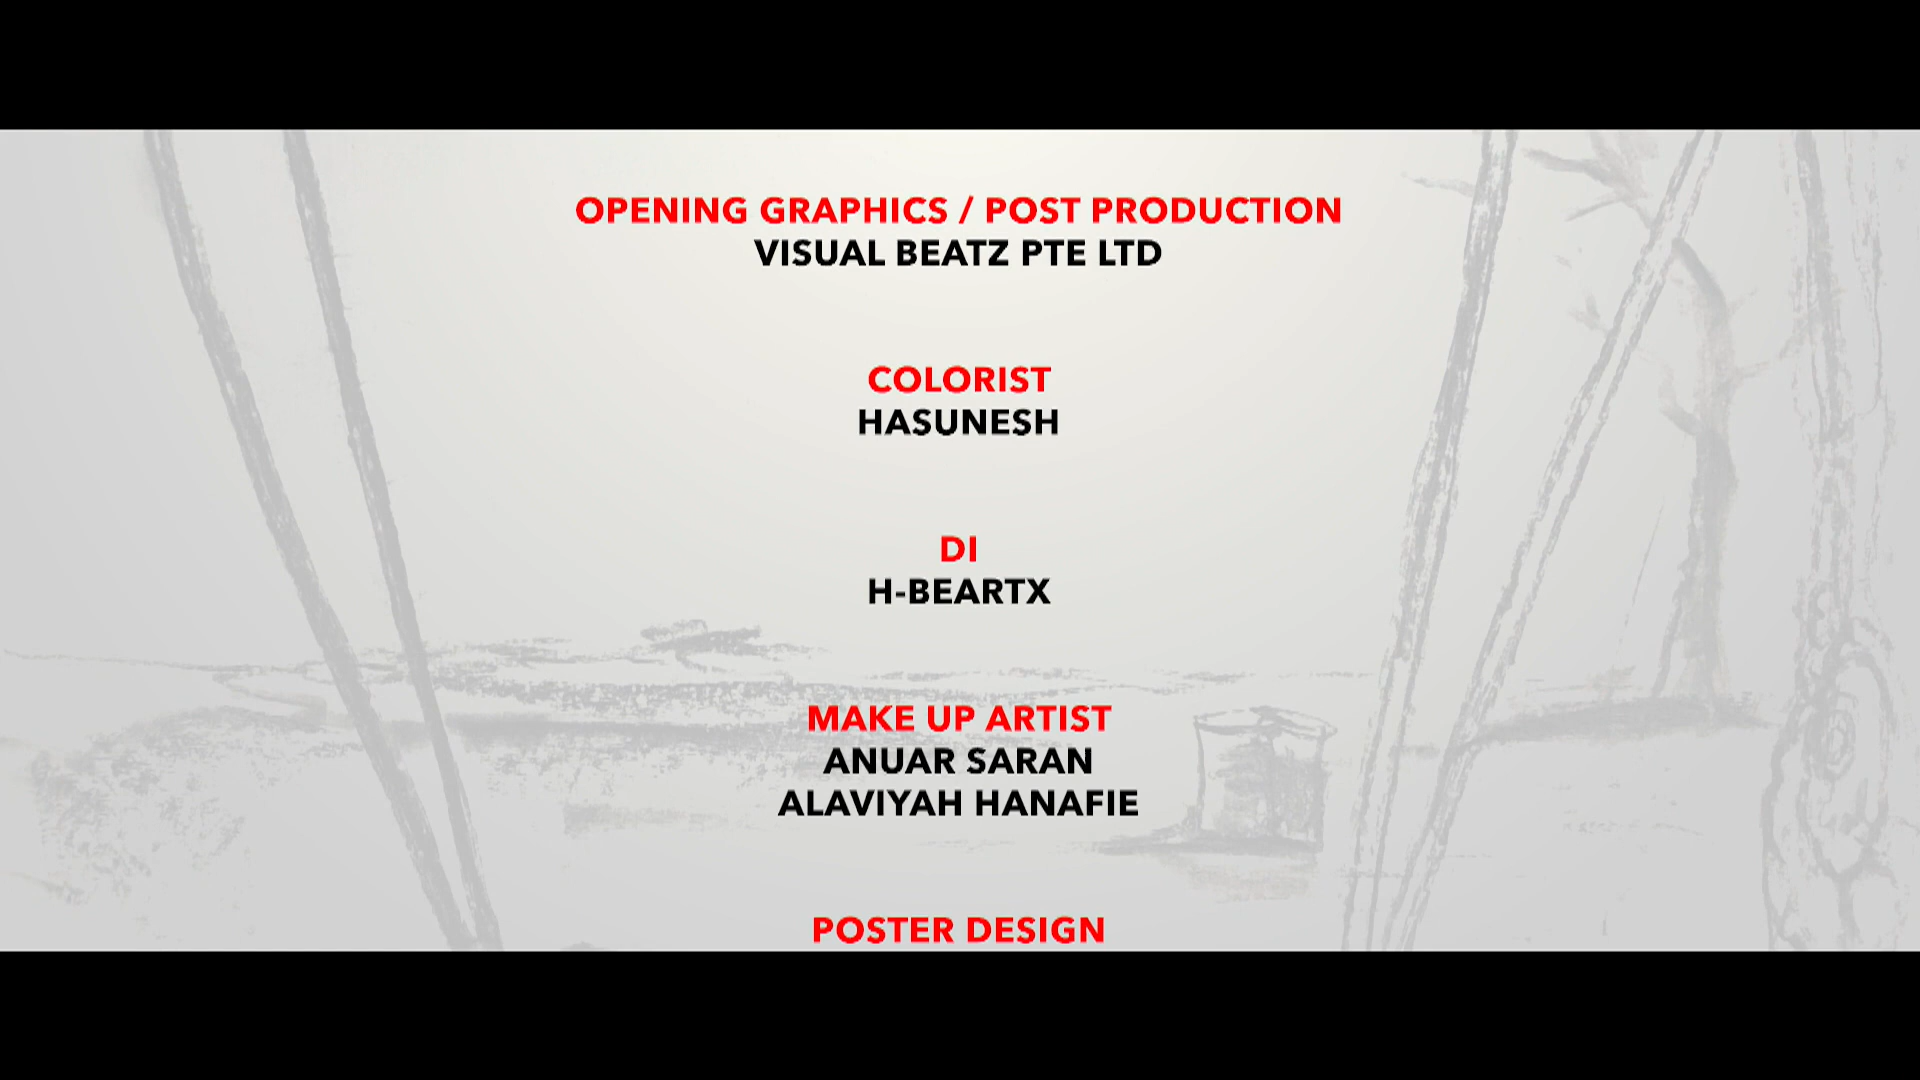 OPENING GRAPHICS / POST PRODUCTION
VISUAL BEATZ PTE LTD
COLORIST
HASUNESH
DI
H-BEARTX
MAKE UP ARTIST
ANUAR SARAN
ALAVIYAH HANAFIE
POSTER DESIGN